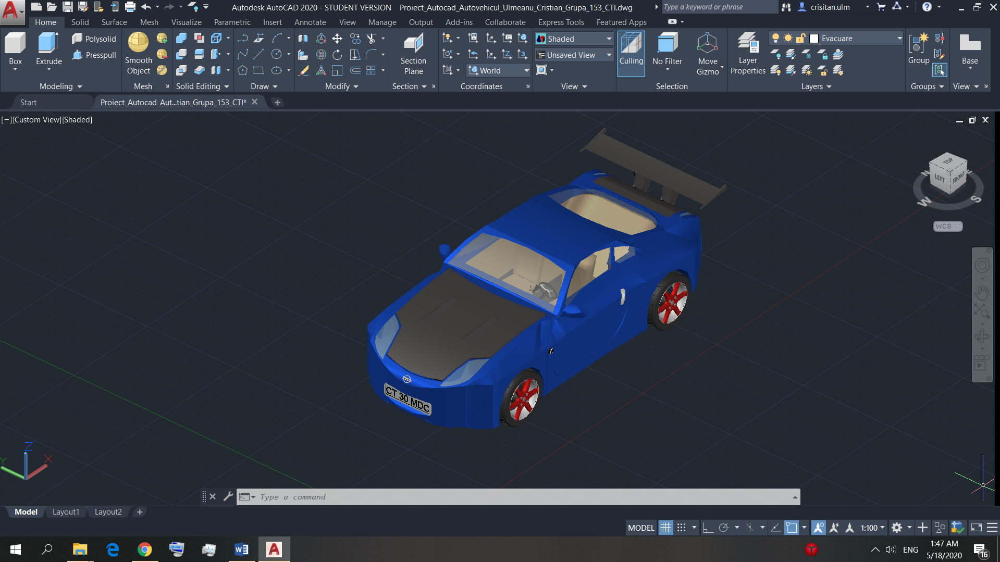 Autodesk AutoCAD 2020 - STUDENT VERSION Proiect_Autocad_Autovehicul_Ulmeanu_Cristian_Grupa_153_CTI.dwg
Type a keyword or phrase
crisitan.ulm
Home Solid Surface Mesh Visualize Parametric Insert Annotate View Manage Output Add-ins Collaborate Express Tools Featured Apps
Box
Extrude
Polysolid
Presspull
Modeling
Smooth
Object
Mesh
Solid Editing
Draw
Modify
Section
Plane
Section
World
Coordinates
Shaded
Unsaved View
View
Culling
No Filter
Move
Gizmo
Selection
Layer
Properties
Evacuare
Layers
Group
Groups
Base
View
Start
Proiect_Autocad_Aut...tian_Grupa_153_CTI*
[−][Custom View][Shaded]
TOP
LEFT
FRONT
N
E
W
S
WCS
CT 30 MDC
Z
Y
X
Type a command
Model Layout1 Layout2
MODEL
1:100
ENG
1:47 AM
5/18/2020
16